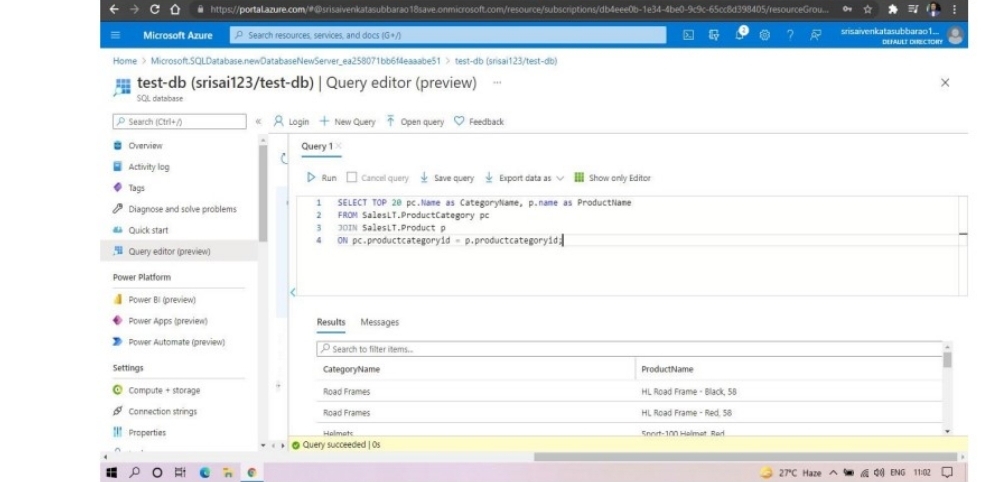 https://portal.azure.com/#@srisaivenkatasubbarao18save.onmicrosoft.com/resource/subscriptions/db4eee0b-1e34-4be0-9c9c-65cc8d398405/resourceGrou...
Microsoft Azure
Search resources, services, and docs (G+/)
srisaivenkatasubbarao1...
DEFAULT DIRECTORY
Home > Microsoft.SQLDatabase.newDatabaseNewServer_ea258071bb6f4eaaabe51 > test-db (srisai123/test-db)
test-db (srisai123/test-db) | Query editor (preview) ...
SQL database
Search (Ctrl+/)
Login
New Query
Open query
Feedback
Overview
Activity log
Tags
Diagnose and solve problems
Quick start
Query editor (preview)
Power Platform
Power BI (preview)
Power Apps (preview)
Power Automate (preview)
Settings
Compute + storage
Connection strings
Properties
Query 1
Run Cancel query Save query Export data as Show only Editor
1 SELECT TOP 20 pc.Name as CategoryName, p.name as ProductName
2 FROM SalesLT.ProductCategory pc
3 JOIN SalesLT.Product p
4 ON pc.productcategoryid = p.productcategoryid;
Results Messages
Search to filter items...
CategoryName ProductName
Road Frames HL Road Frame - Black, 58
Road Frames HL Road Frame - Red, 58
Helmets Sport-100 Helmet, Red
Query succeeded | 0s
27°C Haze ENG 11:02